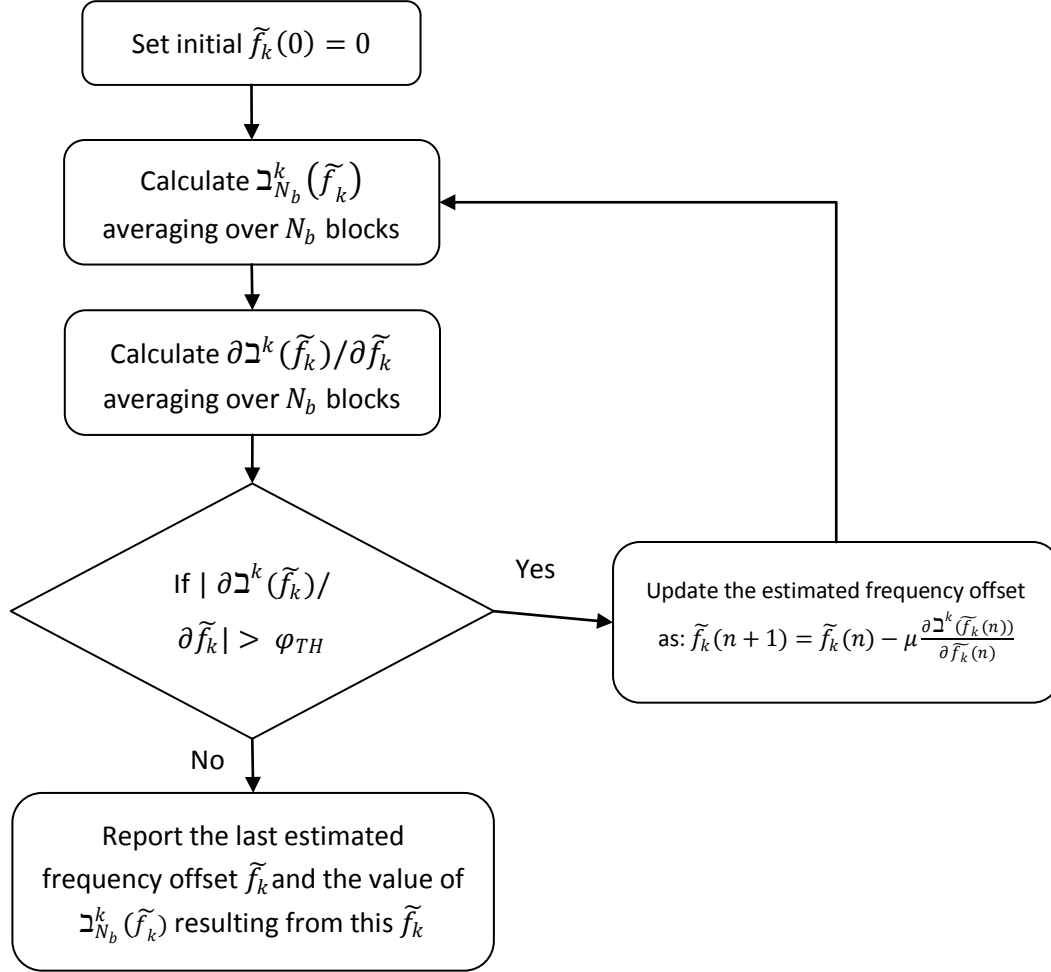 Set initial f̃ₖ(0) = 0
Calculate ℶ^k_{N_b}(f̃_k)
averaging over N_b blocks
Calculate ∂ℶ^k(f̃_k)/∂f̃_k
averaging over N_b blocks
If | ∂ℶ^k(f̃_k)/
∂f̃_k| > φ_{TH}
Yes
Update the estimated frequency offset
as: f̃_k(n + 1) = f̃_k(n) − μ ∂ℶ^k(f̃_k(n))/∂f̃_k(n)
No
Report the last estimated
frequency offset f̃_k and the value of
ℶ^k_{N_b}(f̃_k) resulting from this f̃_k